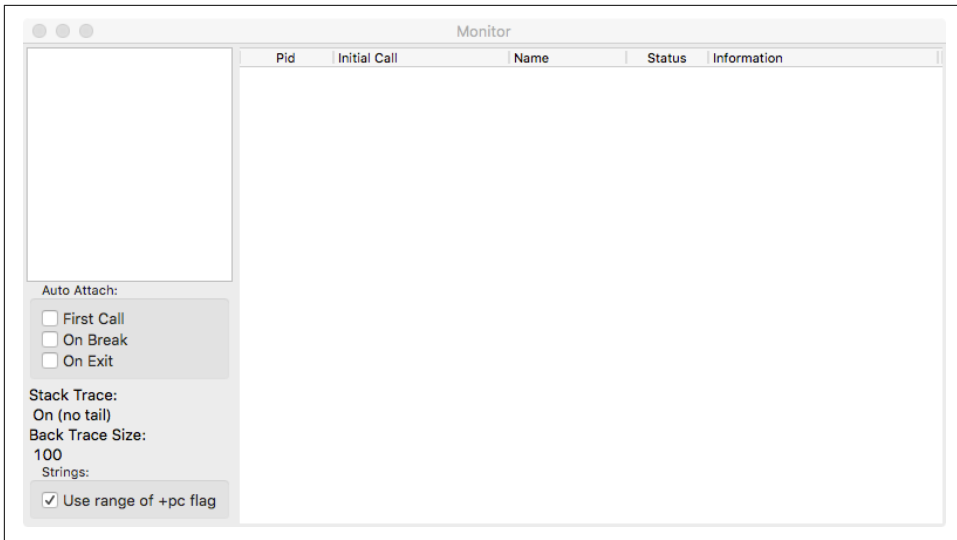 Monitor
Pid Initial Call Name Status Information
Auto Attach:
First Call
On Break
On Exit
Stack Trace:
On (no tail)
Back Trace Size:
100
Strings:
Use range of +pc flag